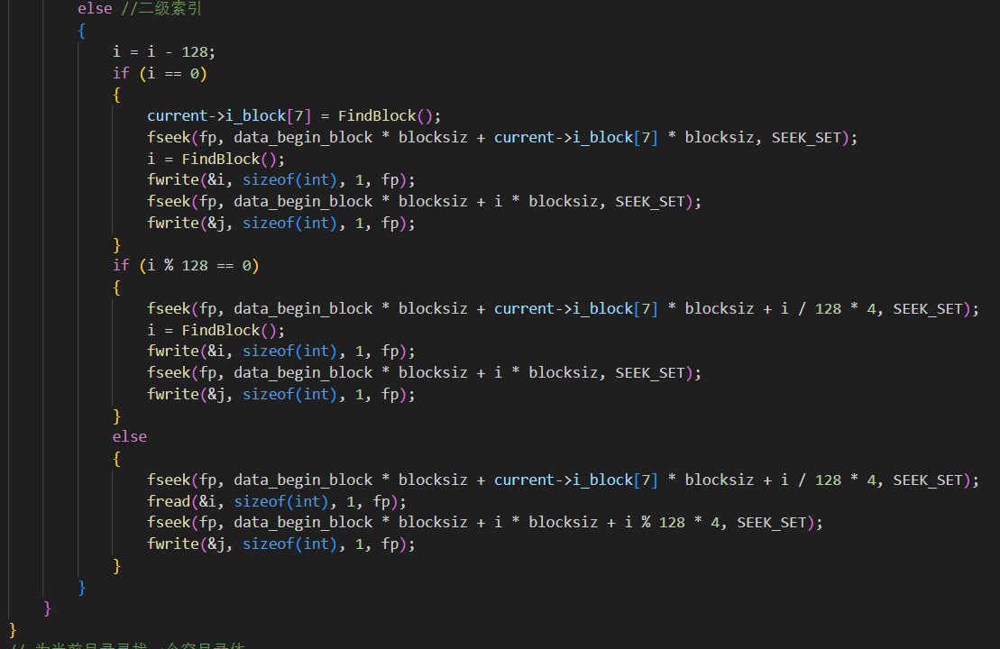 else //二级索引
{
i = i - 128;
if (i == 0)
{
current->i_block[7] = FindBlock();
fseek(fp, data_begin_block * blocksiz + current->i_block[7] * blocksiz, SEEK_SET);
i = FindBlock();
fwrite(&i, sizeof(int), 1, fp);
fseek(fp, data_begin_block * blocksiz + i * blocksiz, SEEK_SET);
fwrite(&j, sizeof(int), 1, fp);
}
if (i % 128 == 0)
{
fseek(fp, data_begin_block * blocksiz + current->i_block[7] * blocksiz + i / 128 * 4, SEEK_SET);
i = FindBlock();
fwrite(&i, sizeof(int), 1, fp);
fseek(fp, data_begin_block * blocksiz + i * blocksiz, SEEK_SET);
fwrite(&j, sizeof(int), 1, fp);
}
else
{
fseek(fp, data_begin_block * blocksiz + current->i_block[7] * blocksiz + i / 128 * 4, SEEK_SET);
fread(&i, sizeof(int), 1, fp);
fseek(fp, data_begin_block * blocksiz + i * blocksiz + i % 128 * 4, SEEK_SET);
fwrite(&j, sizeof(int), 1, fp);
}
}
}
}